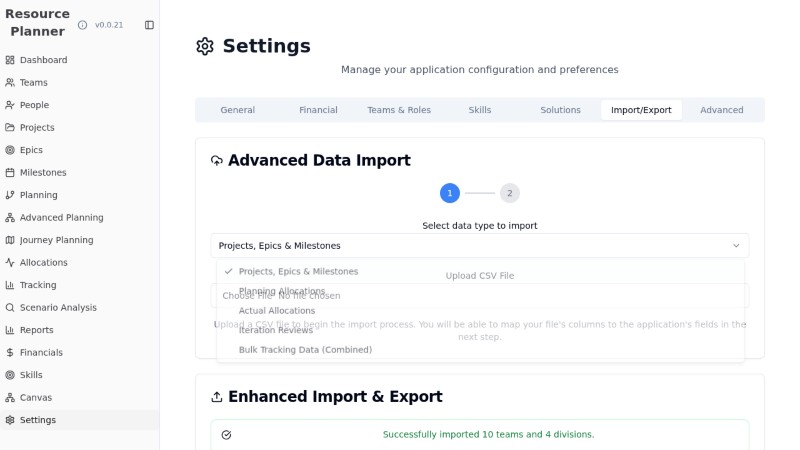 Resource
Planner
v0.0.21
Dashboard
Teams
People
Projects
Epics
Milestones
Planning
Advanced Planning
Journey Planning
Allocations
Tracking
Scenario Analysis
Reports
Financials
Skills
Canvas
Settings
Settings
Manage your application configuration and preferences
General Financial Teams & Roles Skills Solutions Import/Export Advanced
Advanced Data Import
1 2
Select data type to import
Projects, Epics & Milestones
Projects, Epics & Milestones
Upload CSV File
Planning Allocations
Choose File No file chosen
Actual Allocations
Upload a CSV file to begin the import process. You will be able to map your file's columns to the application's fields in the
next step.
Iteration Reviews
Bulk Tracking Data (Combined)
Enhanced Import & Export
Successfully imported 10 teams and 4 divisions.